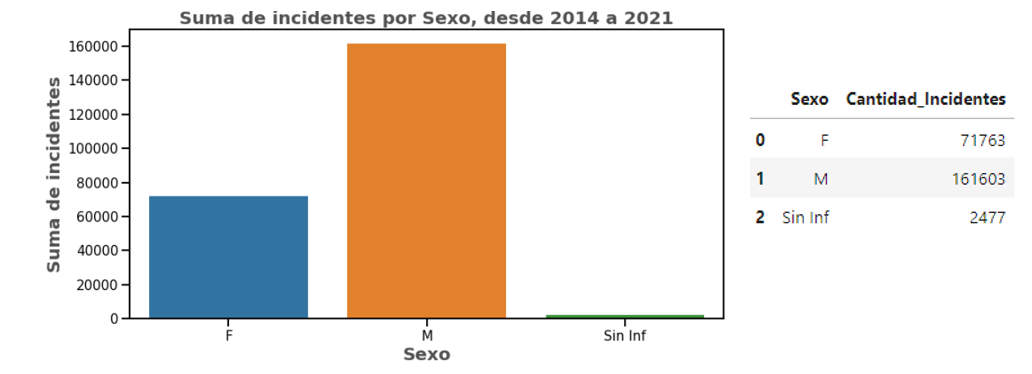 Suma de incidentes por Sexo, desde 2014 a 2021
Suma de incidentes
160000
140000
120000
100000
80000
60000
40000
20000
0
F M Sin Inf
Sexo
Sexo Cantidad_Incidentes
0 F 71763
1 M 161603
2 Sin Inf 2477